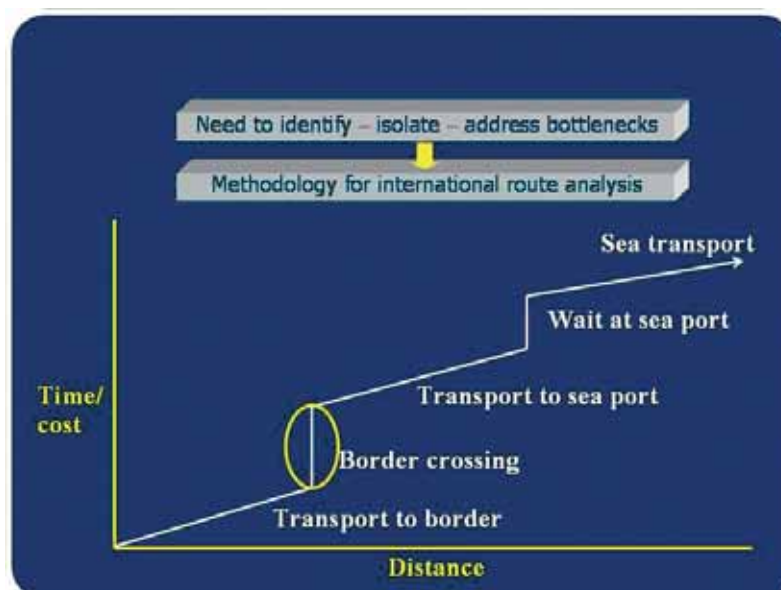 Need to identify – isolate – address bottlenecks
Methodology for international route analysis
Sea transport
Wait at sea port
Time/
cost
Transport to sea port
Border crossing
Transport to border
Distance